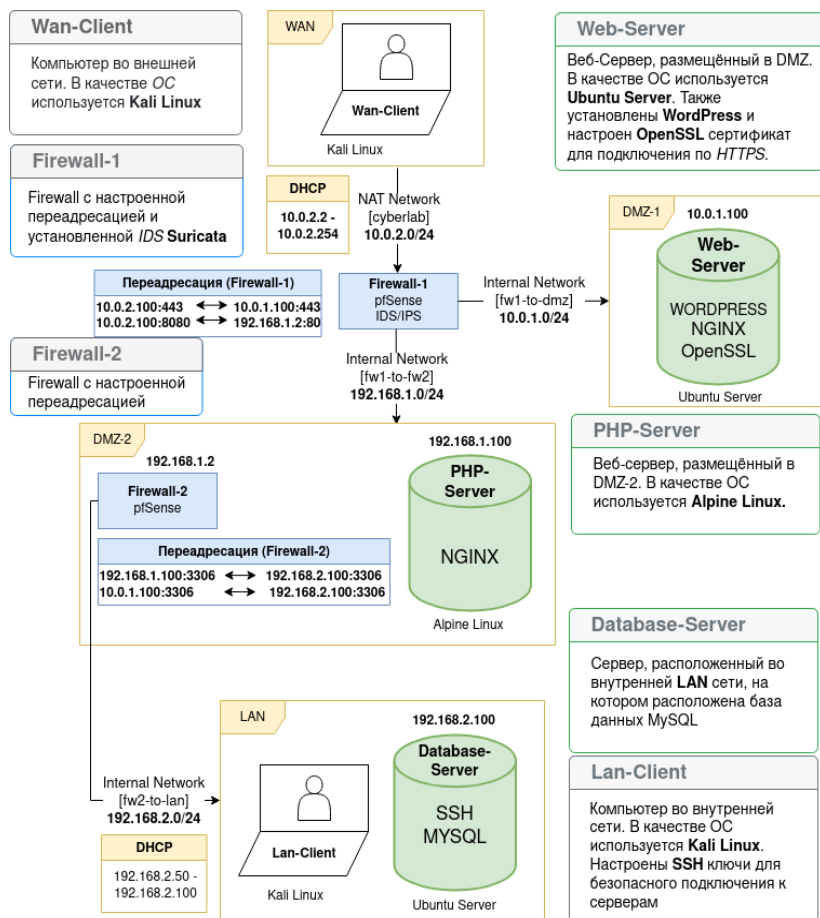 Wan-Client
Компьютер во внешней
сети. В качестве ОС
используется Kali Linux
WAN
Wan-Client
Kali Linux
Web-Server
Веб-Сервер, размещённый в DMZ.
В качестве ОС используется
Ubuntu Server. Также
установлены WordPress и
настроен OpenSSL сертификат
для подключения по HTTPS.
Firewall-1
Firewall с настроенной
переадресацией и
установленной IDS Suricata
DHCP
10.0.2.2 -
10.0.2.254
NAT Network
[cyberlab]
10.0.2.0/24
DMZ-1
10.0.1.100
Web-
Server
WORDPRESS
NGINX
OpenSSL
Ubuntu Server
Переадресация (Firewall-1)
10.0.2.100:443 10.0.1.100:443
10.0.2.100:8080 192.168.1.2:80
Firewall-1
pfSense
IDS/IPS
Internal Network
[fw1-to-dmz]
10.0.1.0/24
Firewall-2
Firewall с настроенной
переадресацией
Internal Network
[fw1-to-fw2]
192.168.1.0/24
DMZ-2
192.168.1.2
Firewall-2
pfSense
Переадресация (Firewall-2)
192.168.1.100:3306 192.168.2.100:3306
10.0.1.100:3306 192.168.2.100:3306
192.168.1.100
PHP-
Server
NGINX
Alpine Linux
PHP-Server
Веб-сервер, размещённый в
DMZ-2. В качестве ОС
используется Alpine Linux.
Database-Server
Сервер, расположенный во
внутренней LAN сети, на
котором расположена база
данных MySQL
Internal Network
[fw2-to-lan]
192.168.2.0/24
DHCP
192.168.2.50 -
192.168.2.100
LAN
Lan-Client
Kali Linux
192.168.2.100
Database-
Server
SSH
MYSQL
Ubuntu Server
Lan-Client
Компьютер во внутренней
сети. В качестве ОС
используется Kali Linux.
Настроены SSH ключи для
безопасного подключения к
серверам